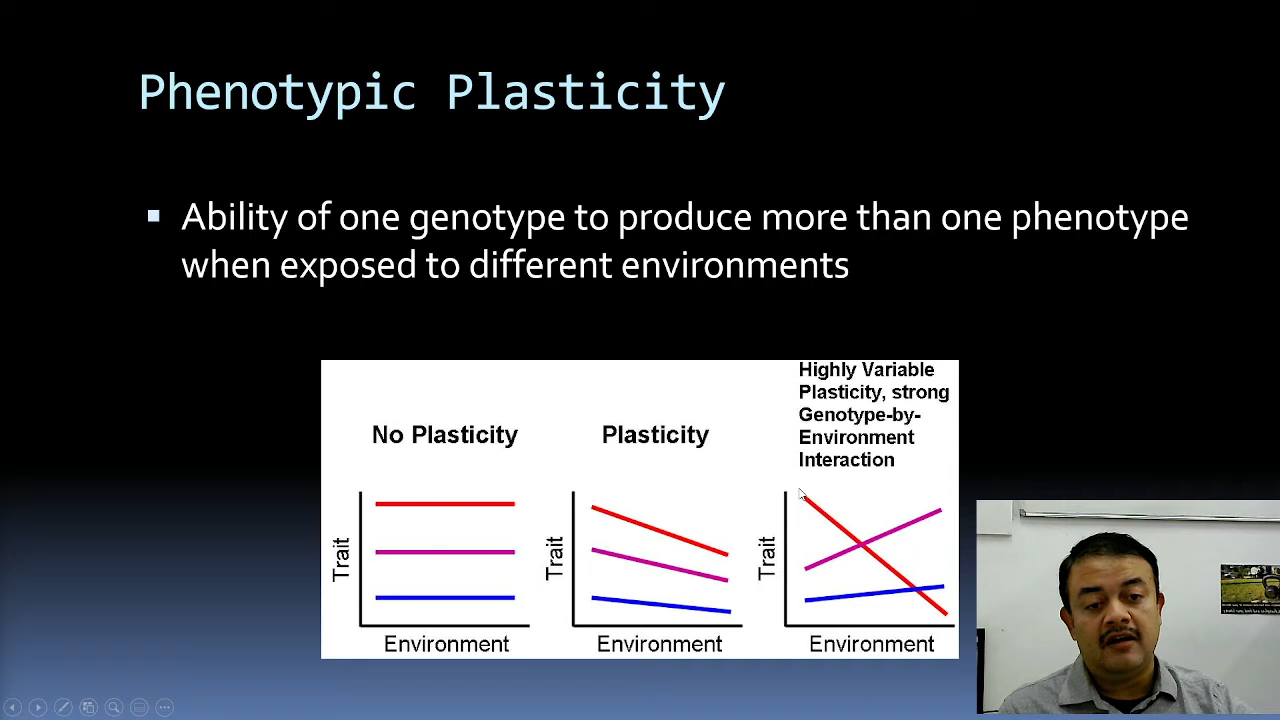 Phenotypic Plasticity
Ability of one genotype to produce more than one phenotype
when exposed to different environments
No Plasticity
Trait
Environment
Plasticity
Trait
Environment
Highly Variable
Plasticity, strong
Genotype-by-
Environment
Interaction
Trait
Environment